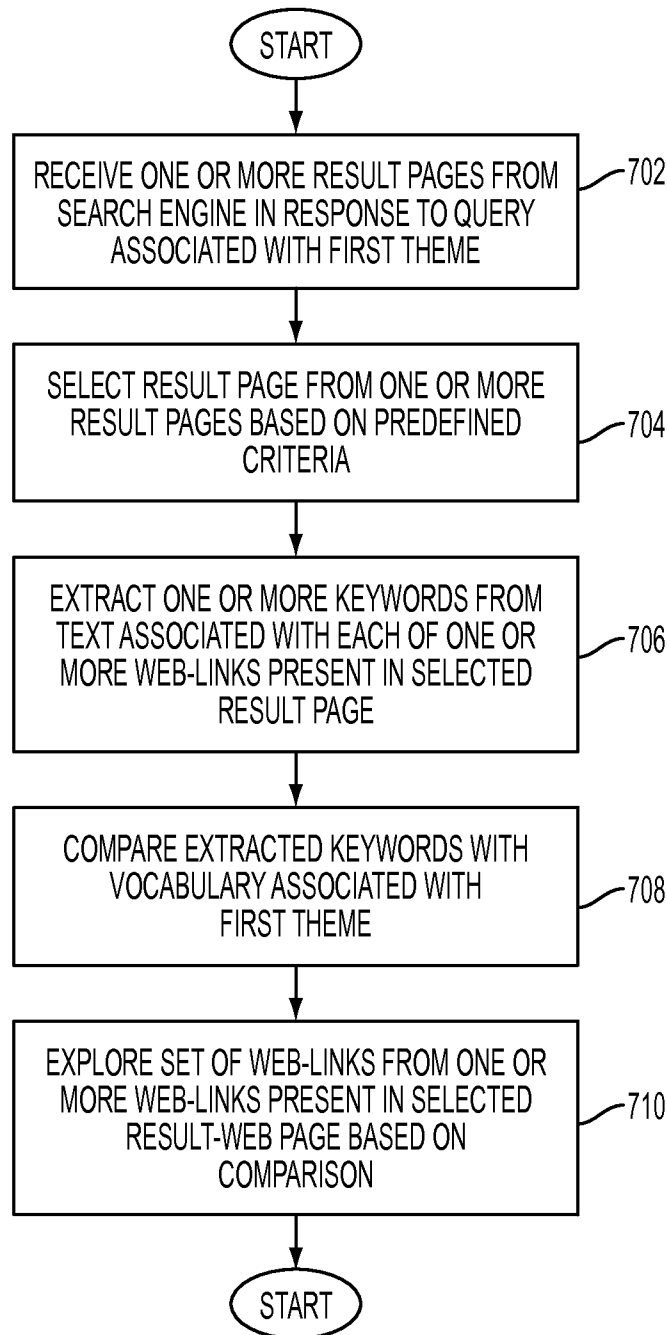 START
RECEIVE ONE OR MORE RESULT PAGES FROM
SEARCH ENGINE IN RESPONSE TO QUERY
ASSOCIATED WITH FIRST THEME
702
SELECT RESULT PAGE FROM ONE OR MORE
RESULT PAGES BASED ON PREDEFINED
CRITERIA
704
EXTRACT ONE OR MORE KEYWORDS FROM
TEXT ASSOCIATED WITH EACH OF ONE OR
MORE WEB-LINKS PRESENT IN SELECTED
RESULT PAGE
706
COMPARE EXTRACTED KEYWORDS WITH
VOCABULARY ASSOCIATED WITH
FIRST THEME
708
EXPLORE SET OF WEB-LINKS FROM ONE OR
MORE WEB-LINKS PRESENT IN SELECTED
RESULT-WEB PAGE BASED ON
COMPARISON
710
START